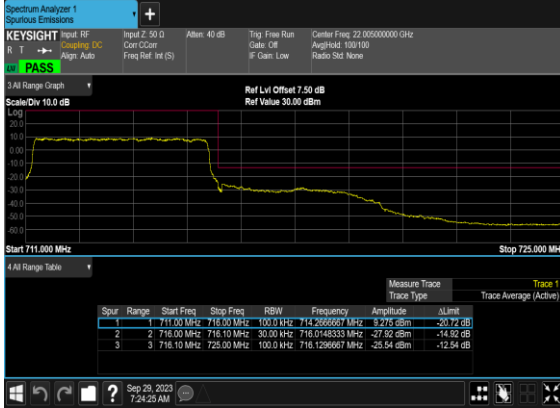 Spectrum Analyzer 1
Spurious Emissions
+
KEYSIGHT Input: RF Input Z: 50 Ω Atten: 40 dB Trig: Free Run Center Freq: 22.005000000 GHz
R T Coupling: DC Corr CCorr Gate: Off Avg|Hold: 100/100
Align: Auto Freq Ref: Int (S) IF Gain: Low Radio Std: None
LXI PASS
3 All Range Graph Ref Lvl Offset 7.50 dB
Scale/Div 10.0 dB Ref Value 30.00 dBm
Log
20.0
10.0
0.00
-10.0
-20.0
-30.0
-40.0
-50.0
-60.0
Start 711.000 MHz Stop 725.000 MH
4 All Range Table
Measure Trace Trace 1
Trace Type Trace Average (Active)
Spur Range Start Freq Stop Freq RBW Frequency Amplitude ΔLimit
1 1 711.00 MHz 716.00 MHz 100.0 kHz 714.2666667 MHz 9.275 dBm -20.72 dB
2 2 716.00 MHz 716.10 MHz 30.00 kHz 716.0148333 MHz -27.92 dBm -14.92 dB
3 3 716.10 MHz 725.00 MHz 100.0 kHz 716.1296667 MHz -25.54 dBm -12.54 dB
? Sep 29, 2023
7:24:25 AM